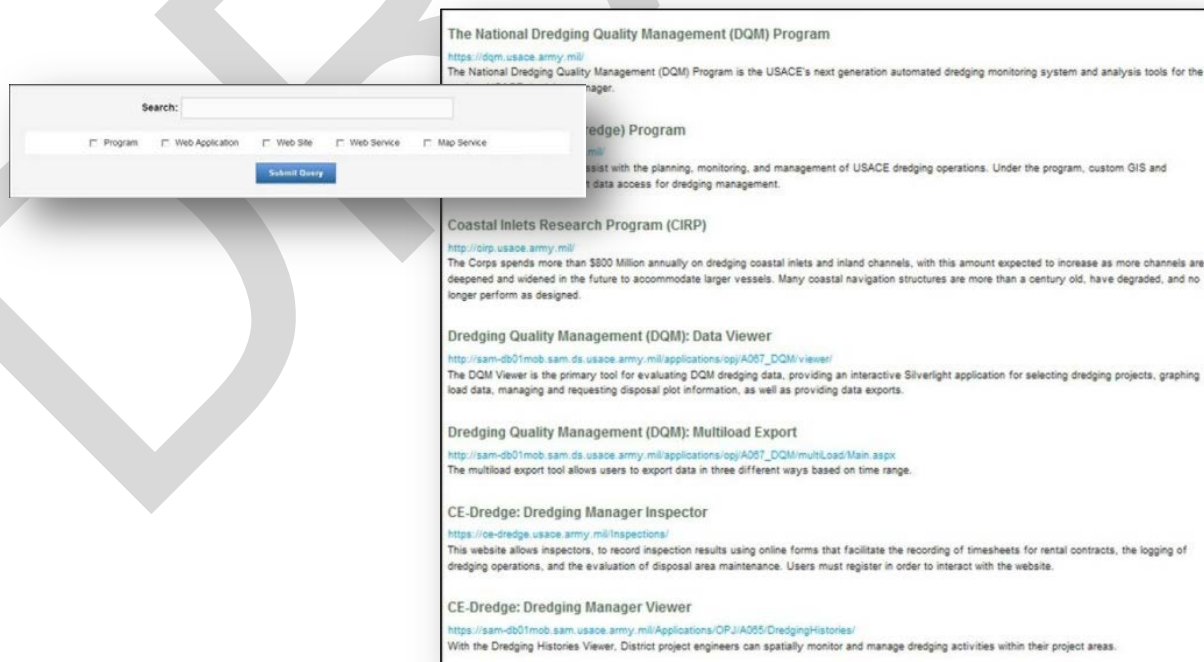 The National Dredging Quality Management (DQM) Program
https://dqm.usace.army.mil/
The National Dredging Quality Management (DQM) Program is the USACE's next generation automated dredging monitoring system and analysis tools for the
Search:
Program Web Application Web Site Web Service Map Service
Submit Query
Program
with the planning, monitoring, and management of USACE dredging operations. Under the program, custom GIS and
data access for dredging management.
Coastal Inlets Research Program (CIRP)
http://cirp.usace.army.mil/
The Corps spends more than $800 Million annually on dredging coastal inlets and inland channels, with this amount expected to increase as more channels are
deepened and widened in the future to accommodate larger vessels. Many coastal navigation structures are more than a century old, have degraded, and no
longer perform as designed.
Dredging Quality Management (DQM): Data Viewer
http://sam-db01mob.sam.ds.usace.army.mil/applications/opj/A067_DQM/viewer/
The DQM Viewer is the primary tool for evaluating DQM dredging data, providing an interactive Silverlight application for selecting dredging projects, graphing
load data, managing and requesting disposal plot information, as well as providing data exports.
Dredging Quality Management (DQM): Multiload Export
http://sam-db01mob.sam.ds.usace.army.mil/applications/opj/A067_DQM/multiLoad/Main.aspx
The multiload export tool allows users to export data in three different ways based on time range.
CE-Dredge: Dredging Manager Inspector
https://ce-dredge.usace.army.mil/Inspections/
This website allows inspectors, to record inspection results using online forms that facilitate the recording of timesheets for rental contracts, the logging of
dredging operations, and the evaluation of disposal area maintenance. Users must register in order to interact with the website.
CE-Dredge: Dredging Manager Viewer
https://sam-db01mob.sam.usace.army.mil/Applications/OPJ/A065/DredgingHistories/
With the Dredging Histories Viewer, District project engineers can spatially monitor and manage dredging activities within their project areas.